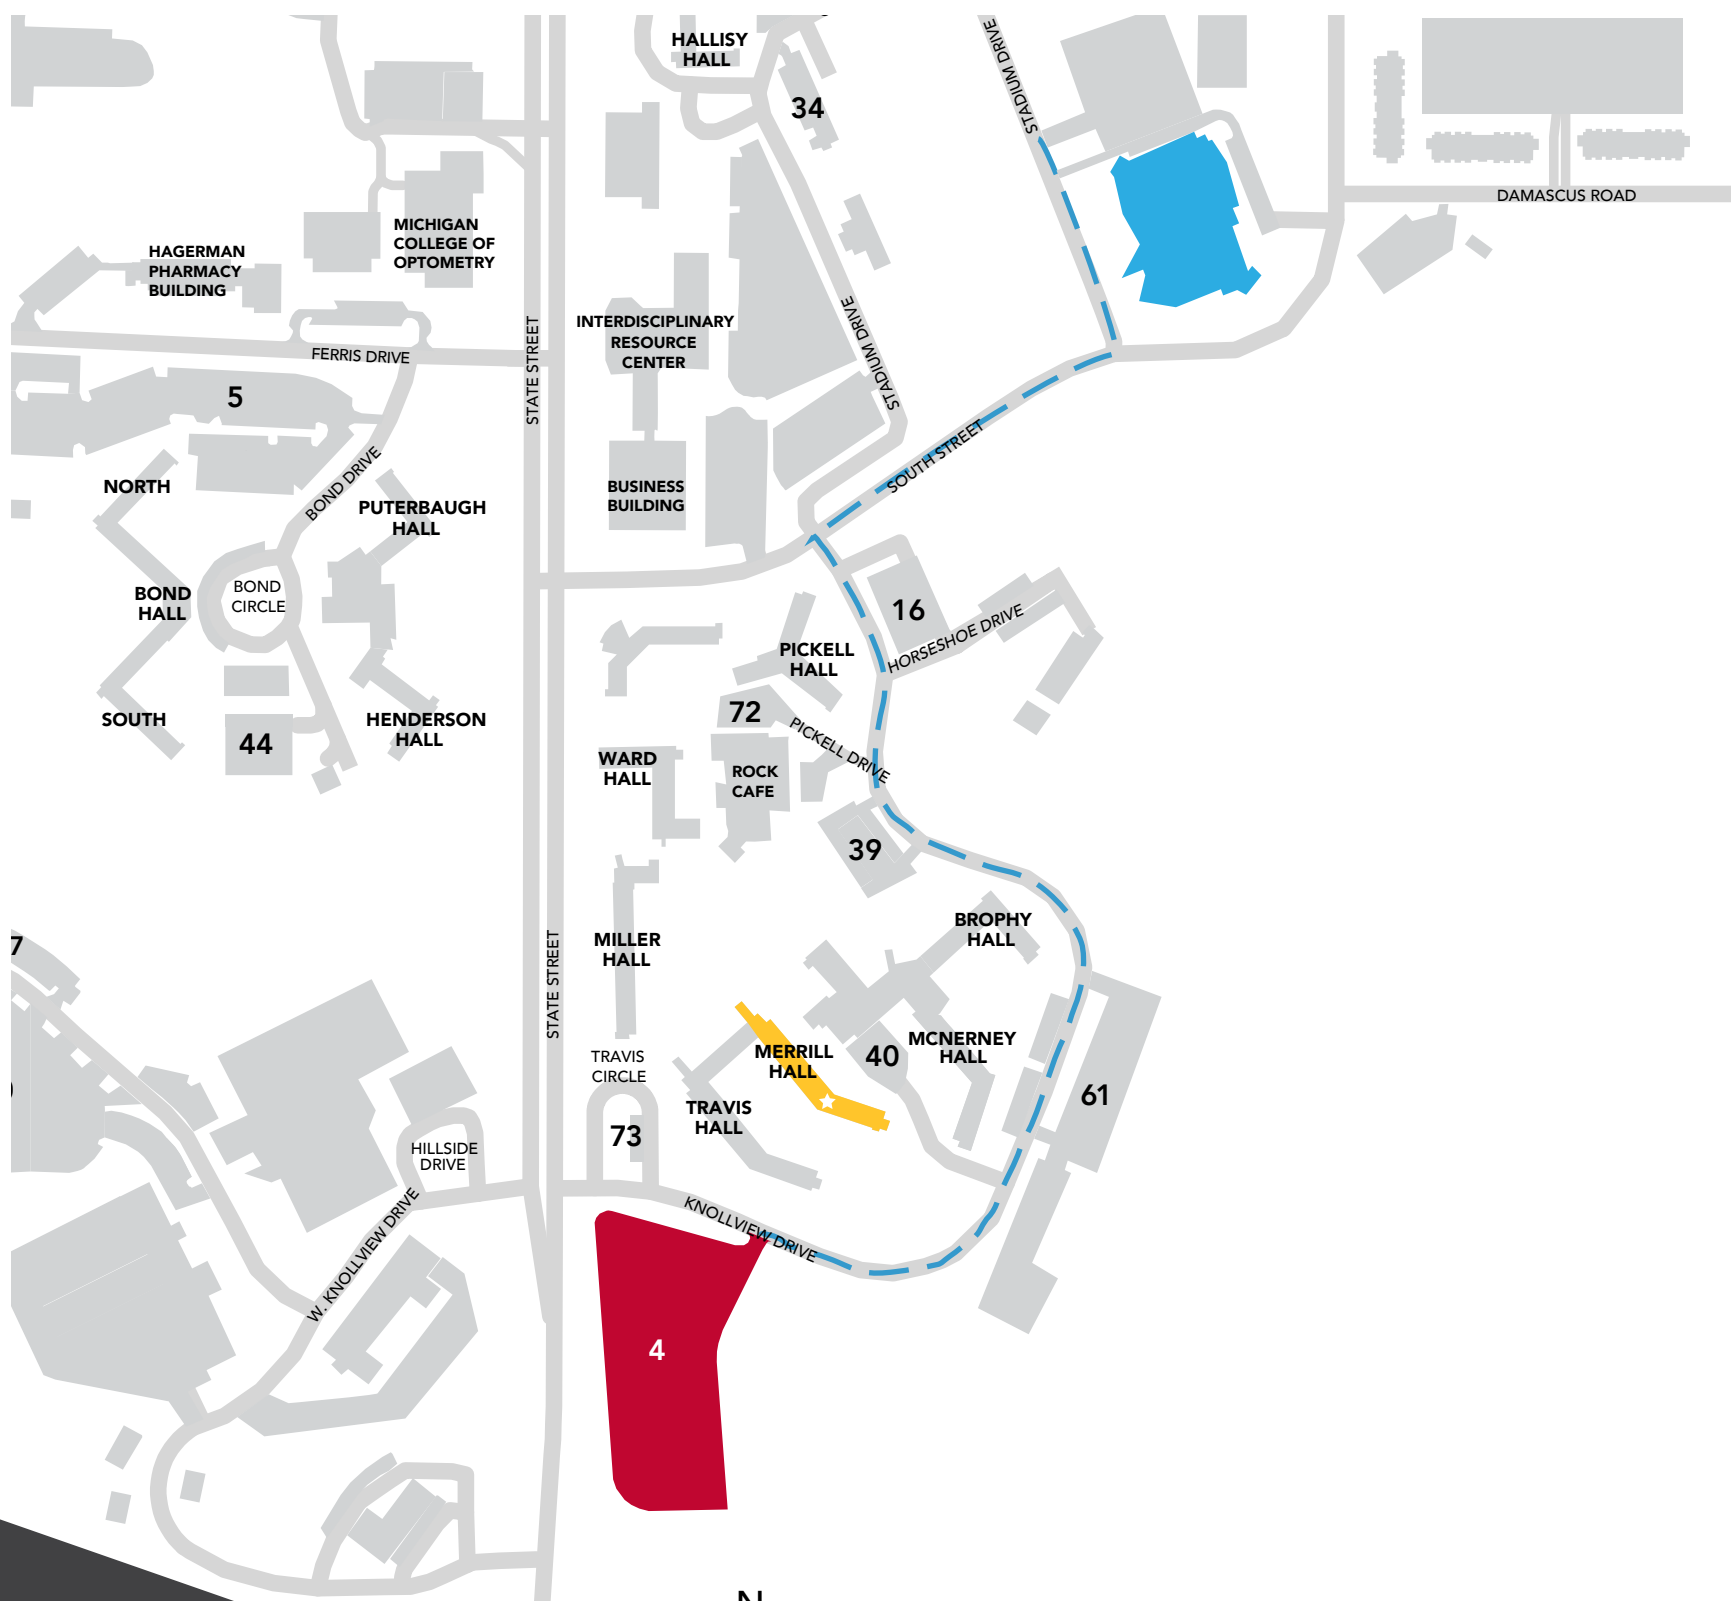 HALLISY
HALL
34
STADIUM DRIVE
DAMASCUS ROAD
MICHIGAN
COLLEGE OF
OPTOMETRY
HAGERMAN
PHARMACY
BUILDING
FERRIS DRIVE
STATE STREET
INTERDISCIPLINARY
RESOURCE
CENTER
STADIUM DRIVE
5
SOUTH STREET
BOND DRIVE
NORTH
PUTERBAUGH
HALL
BUSINESS
BUILDING
BOND
HALL
BOND
CIRCLE
16
HORSESHOE DRIVE
PICKELL
HALL
SOUTH
44
HENDERSON
HALL
72
PICKELL DRIVE
WARD
HALL
ROCK
CAFE
39
BROPHY
HALL
7
MILLER
HALL
STATE STREET
MERRILL
HALL
40
MCNERNEY
HALL
TRAVIS
CIRCLE
61
TRAVIS
HALL
73
HILLSIDE
DRIVE
KNOLLVIEW DRIVE
W. KNOLLVIEW DRIVE
4
N